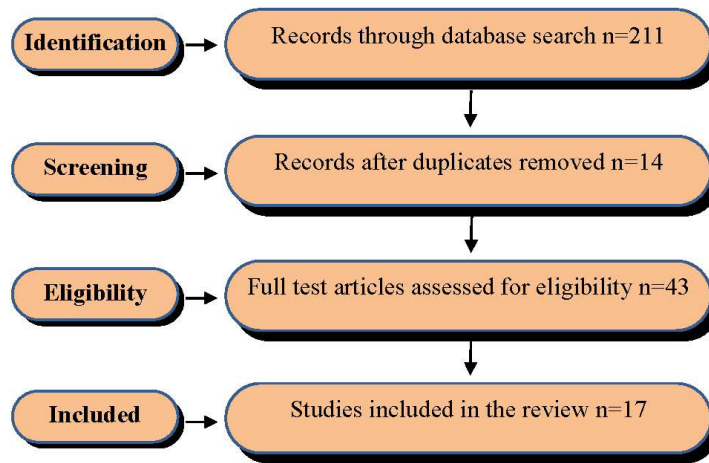 Identification
Records through database search n=211
Screening
Records after duplicates removed n=14
Eligibility
Full test articles assessed for eligibility n=43
Included
Studies included in the review n=17